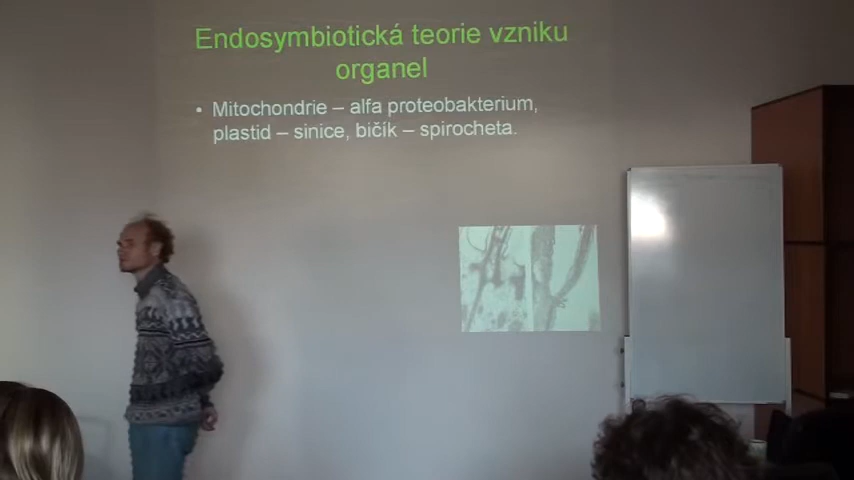 Endosymbiotická teorie vzniku
organel
• Mitochondrie – alfa proteobakterium,
plastid – sinice, bičík – spirocheta.